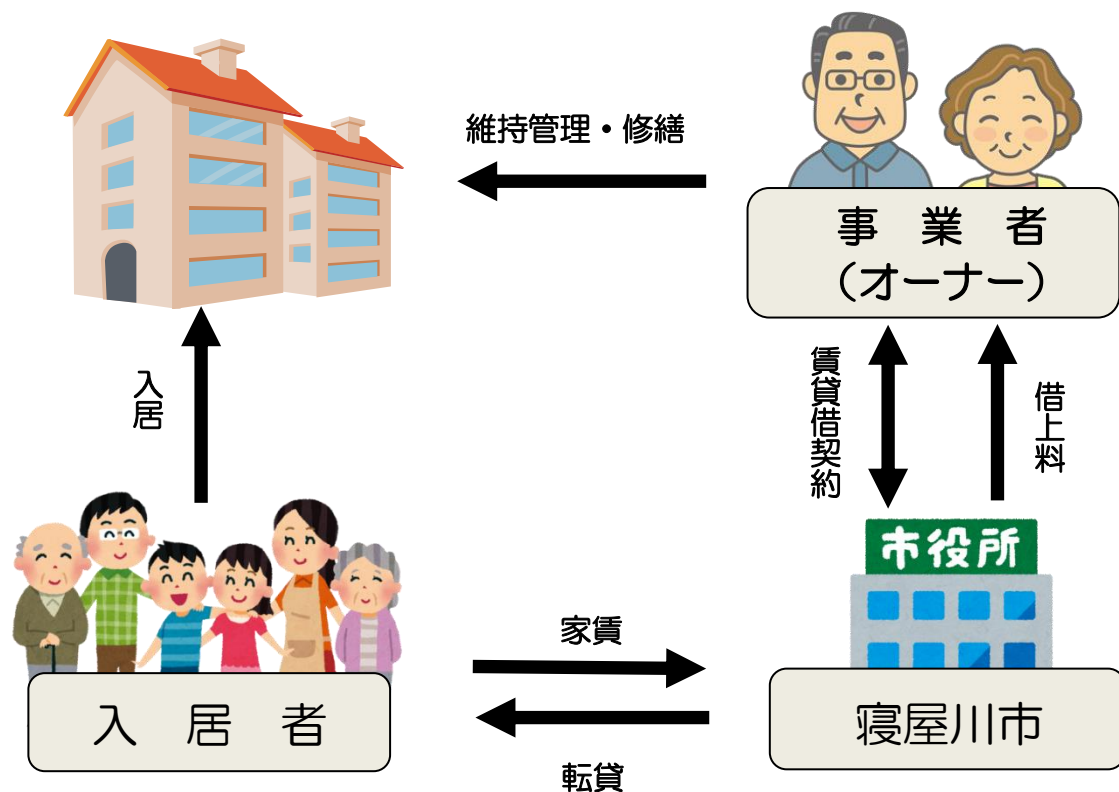 維持管理・修繕
事業者
（オーナー）
入居
賃貸借契約
借上料
市役所
家賃
入居者
寝屋川市
転貸